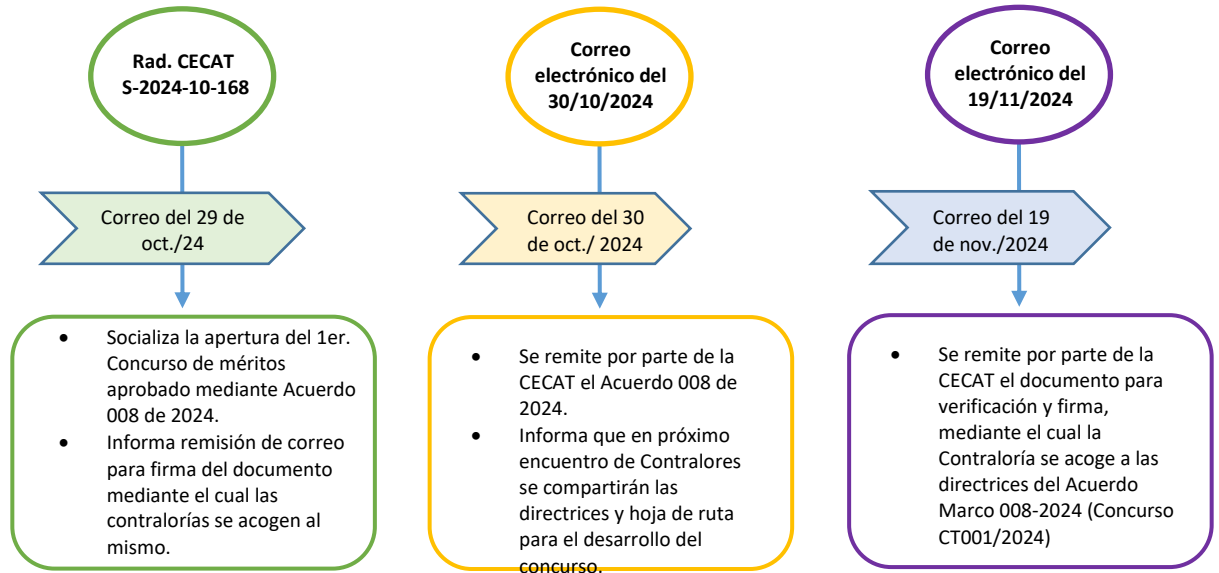 Rad. CECAT
S-2024-10-168
Correo del 29 de
oct./24
• Socializa la apertura del 1er.
Concurso de méritos
aprobado mediante Acuerdo
008 de 2024.
• Informa remisión de correo
para firma del documento
mediante el cual las
contralorías se acogen al
mismo.
Correo
electrónico del
30/10/2024
Correo del 30
de oct./ 2024
• Se remite por parte de la
CECAT el Acuerdo 008 de
2024.
• Informa que en próximo
encuentro de Contralores
se compartirán las
directrices y hoja de ruta
para el desarrollo del
concurso.
Correo
electrónico del
19/11/2024
Correo del 19
de nov./2024
• Se remite por parte de la
CECAT el documento para
verificación y firma,
mediante el cual la
Contraloría se acoge a las
directrices del Acuerdo
Marco 008-2024 (Concurso
CT001/2024)